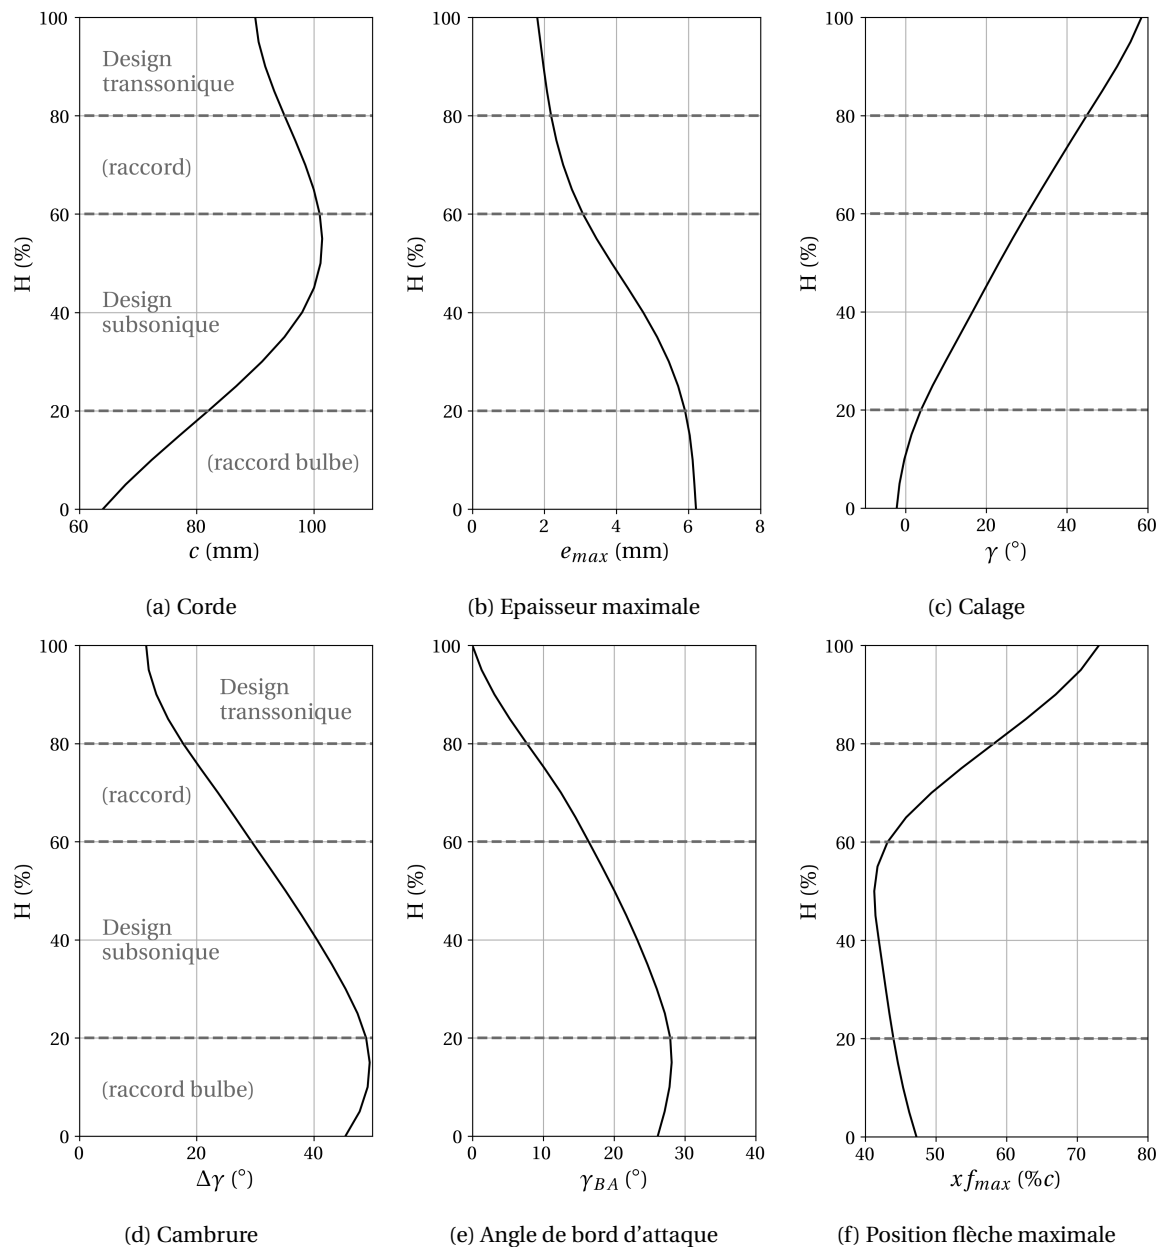 100
80
60
40
20
0
H (%)
Design
transsonique
(raccord)
Design
subsonique
(raccord bulbe)
60
80
100
c (mm)
(a) Corde
100
80
60
40
20
0
H (%)
0
2
4
6
8
e_max (mm)
(b) Epaisseur maximale
100
80
60
40
20
0
H (%)
0
20
40
60
γ (°)
(c) Calage
100
80
60
40
20
0
H (%)
Design
transsonique
(raccord)
Design
subsonique
(raccord bulbe)
0
20
40
Δγ (°)
(d) Cambrure
100
80
60
40
20
0
H (%)
0
10
20
30
40
γ_BA (°)
(e) Angle de bord d'attaque
100
80
60
40
20
0
H (%)
40
50
60
70
80
xf_max (%c)
(f) Position flèche maximale